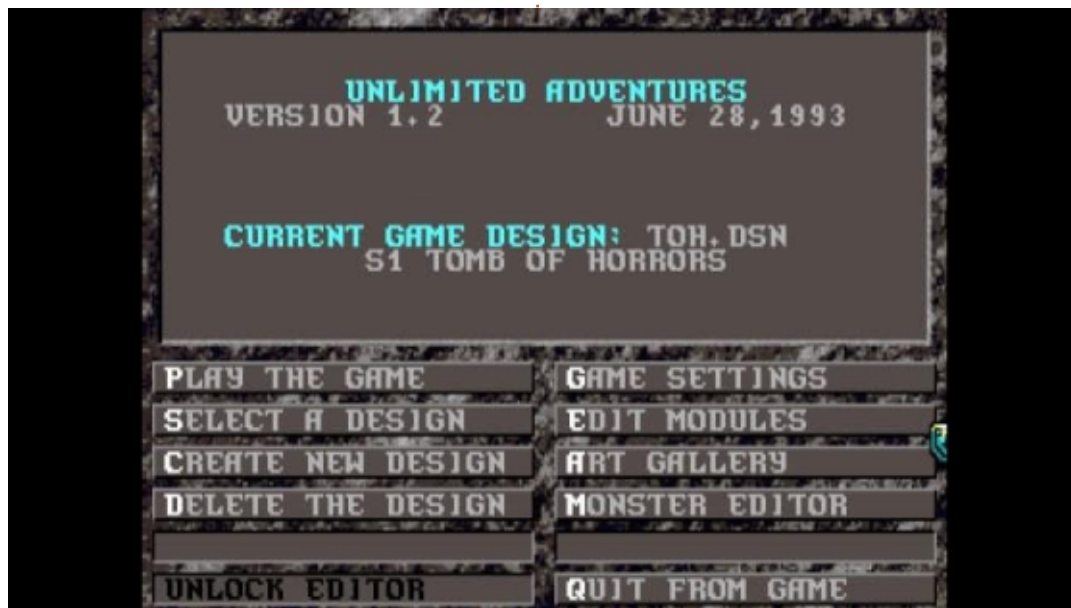 UNLIMITED ADVENTURES
VERSION 1.2 JUNE 28,1993
CURRENT GAME DESIGN: TOH.DSN
S1 TOMB OF HORRORS
PLAY THE GAME
GAME SETTINGS
SELECT A DESIGN
EDIT MODULES
CREATE NEW DESIGN
ART GALLERY
DELETE THE DESIGN
MONSTER EDITOR
UNLOCK EDITOR
QUIT FROM GAME